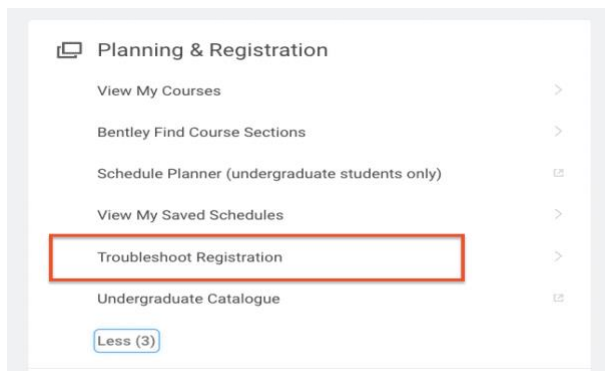 Planning & Registration
View My Courses
Bentley Find Course Sections
Schedule Planner (undergraduate students only)
View My Saved Schedules
Troubleshoot Registration
Undergraduate Catalogue
Less (3)